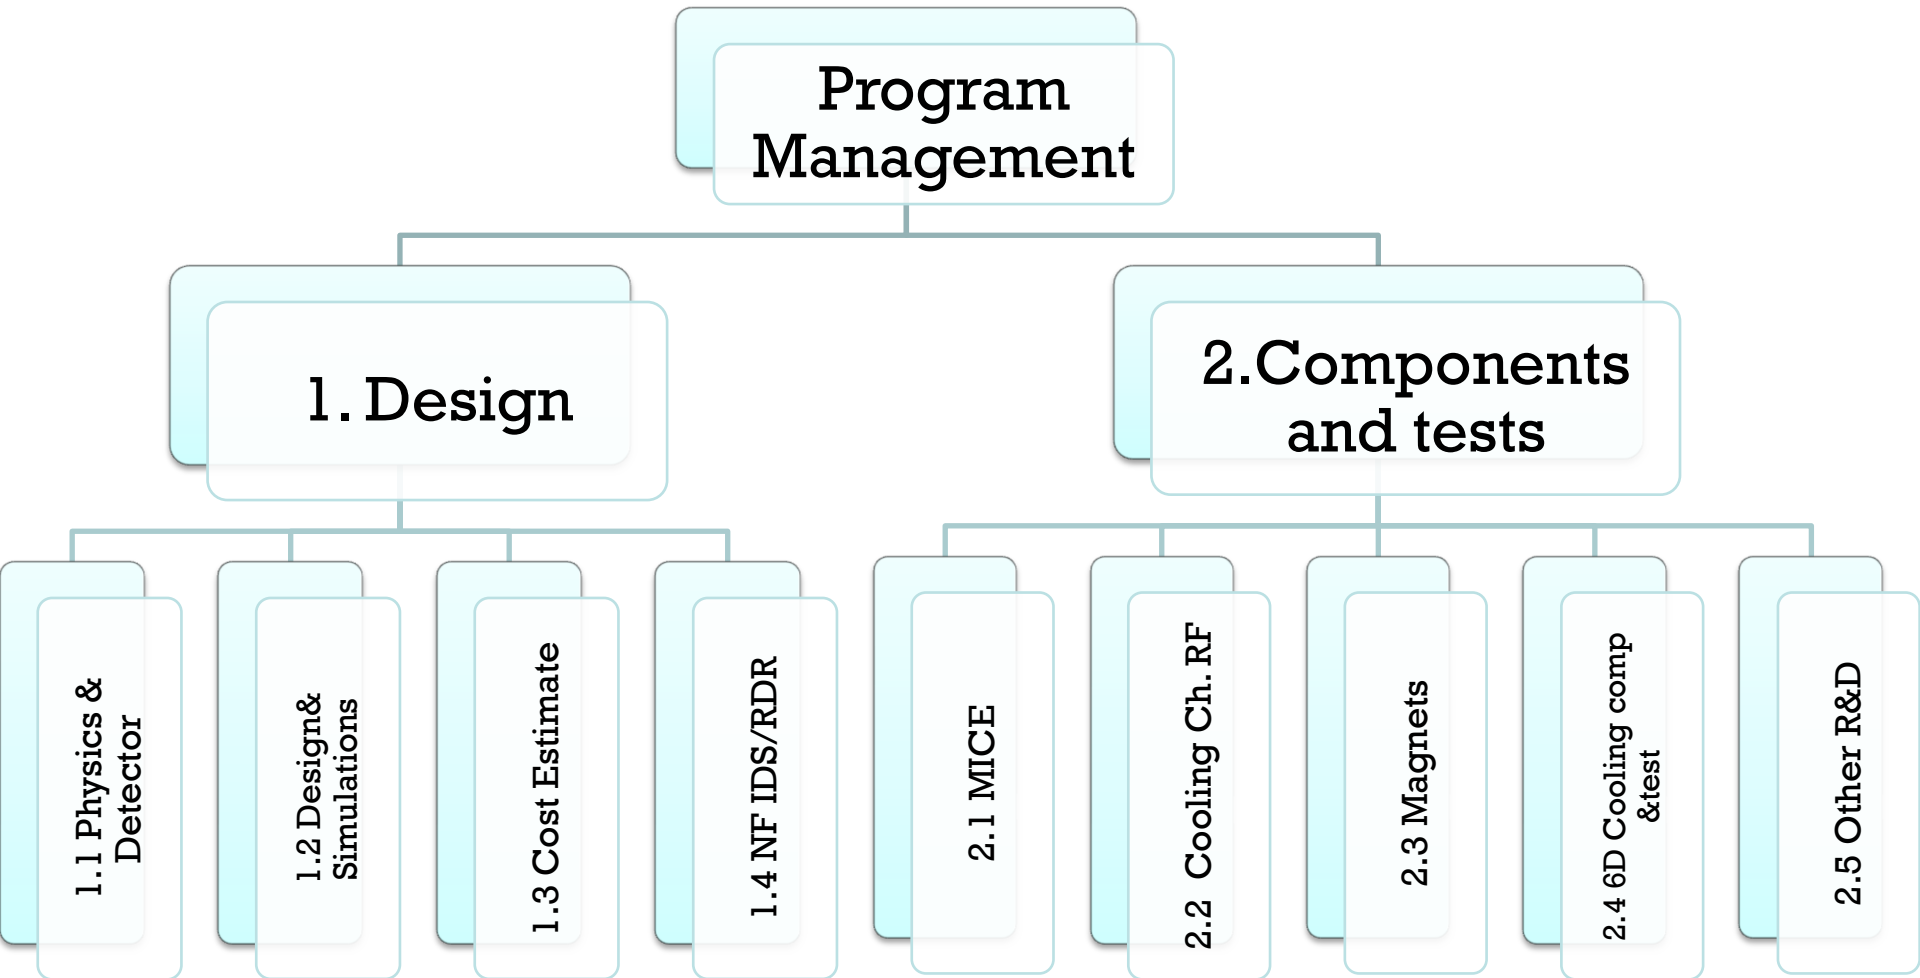 Program
Management
1. Design
2.Components
and tests
1.1 Physics &
Detector
1.2 Design&
Simulations
1.3 Cost Estimate
1.4 NF IDS/RDR
2.1 MICE
2.2  Cooling Ch. RF
2.3 Magnets
2.4 6D Cooling comp
&test
2.5 Other R&D